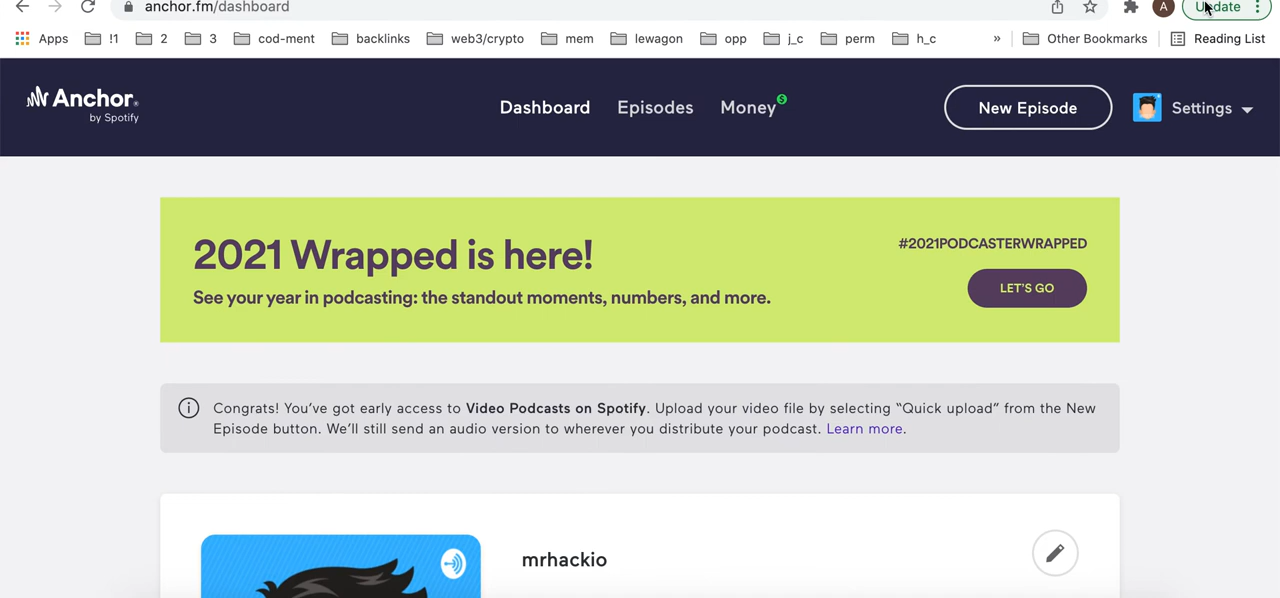 anchor.fm/dashboard
A
Update
Apps !1 2 3 cod-ment backlinks web3/crypto mem lewagon opp j_c perm h_c » Other Bookmarks Reading List
Anchor
by Spotify
Dashboard Episodes Money $ New Episode Settings
2021 Wrapped is here!
See your year in podcasting: the standout moments, numbers, and more.
#2021PODCASTERWRAPPED
LET'S GO
Congrats! You've got early access to Video Podcasts on Spotify. Upload your video file by selecting “Quick upload” from the New
Episode button. We'll still send an audio version to wherever you distribute your podcast. Learn more.
mrhackio